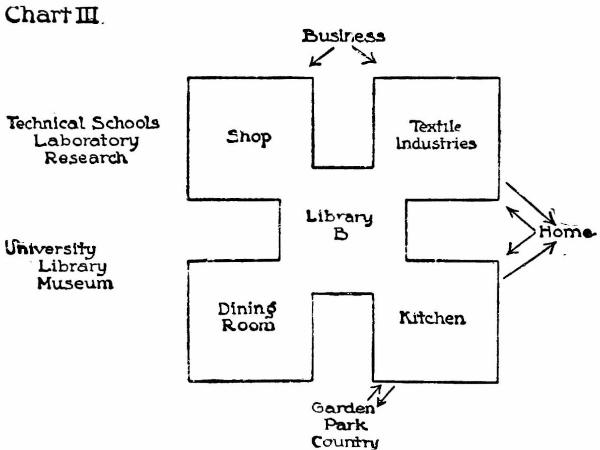 Chart III.
Business
Technical Schools
Laboratory
Research
Shop
Textile
Industries
Library
B
Home
University
Library
Museum
Dining
Room
Kitchen
Garden
Park
Country